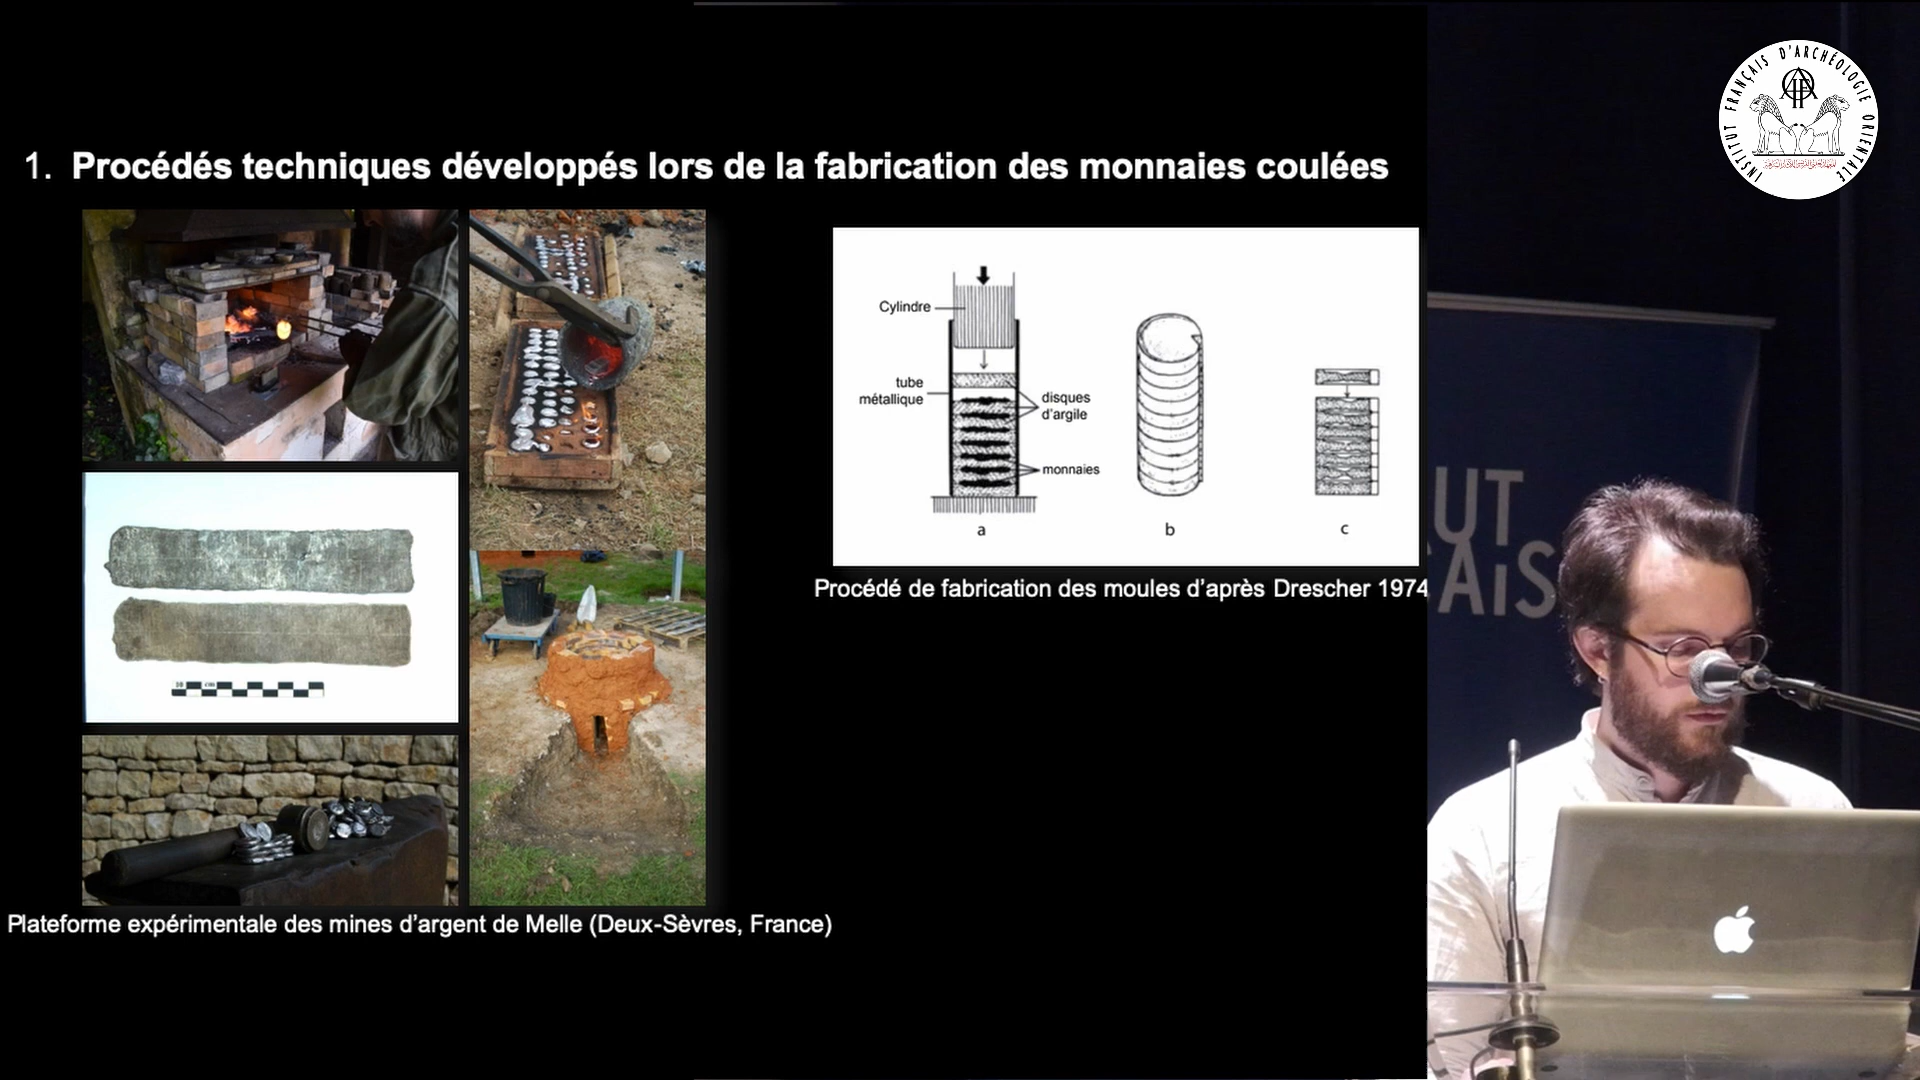 1. Procédés techniques développés lors de la fabrication des monnaies coulées
Cylindre
tube
métallique
disques
d'argile
monnaies
a
b
c
Procédé de fabrication des moules d'après Drescher 1974
Plateforme expérimentale des mines d'argent de Melle (Deux-Sèvres, France)
INSTITUT FRANÇAIS D'ARCHÉOLOGIE ORIENTALE
UT
AiS